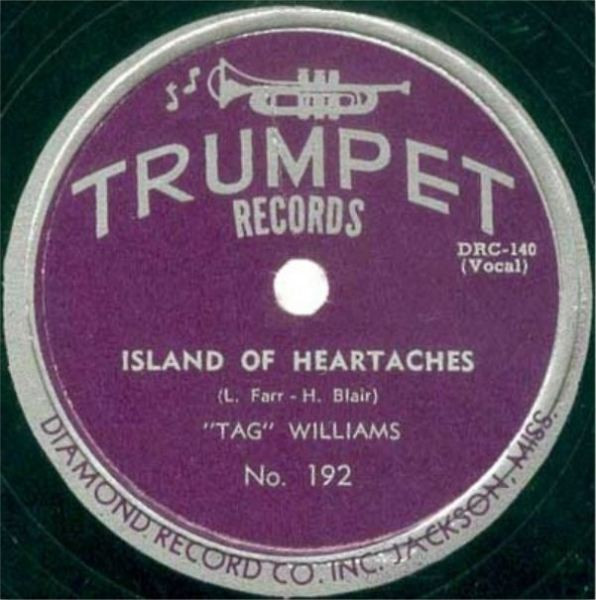 TRUMPET
RECORDS
DRC-140
(Vocal)
ISLAND OF HEARTACHES
(L. Farr - H. Blair)
"TAG" WILLIAMS
No. 192
DIAMOND RECORD CO. INC. JACKSON, MISS.